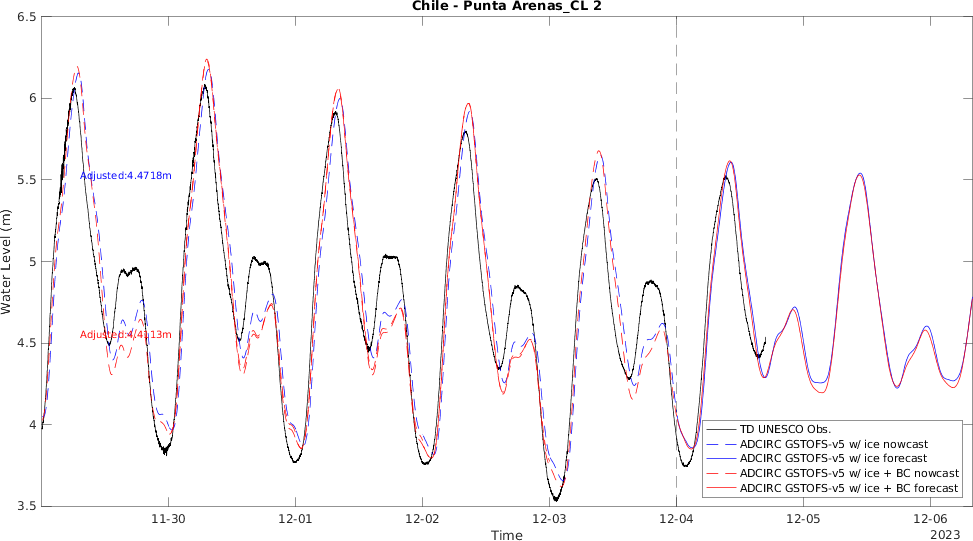 Chile - Punta Arenas_CL 2
6.5
6
5.5
5
4.5
4
3.5
Water Level (m)
Adjusted:4.4718m
Adjusted:4.4113m
TD UNESCO Obs.
ADCIRC GSTOFS-v5 w/ ice nowcast
ADCIRC GSTOFS-v5 w/ ice forecast
ADCIRC GSTOFS-v5 w/ ice + BC nowcast
ADCIRC GSTOFS-v5 w/ ice + BC forecast
11-30 12-01 12-02 12-03 12-04 12-05 12-06
Time
2023